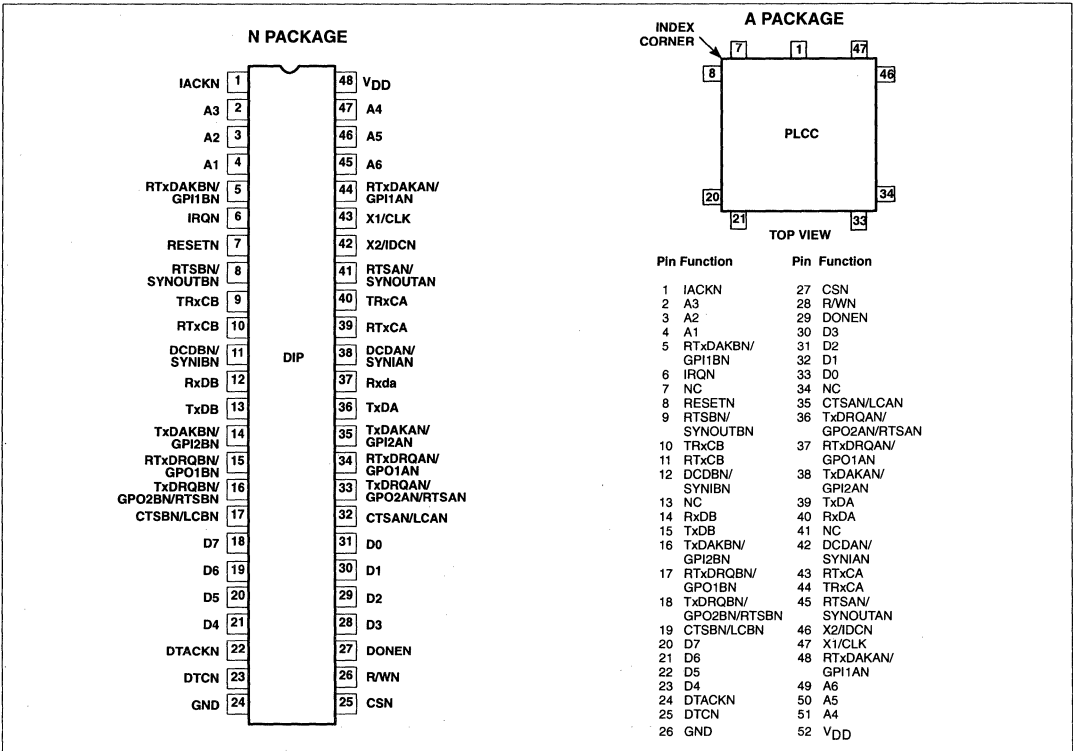 N PACKAGE
IACKN 1 48 VDD
A3 2 47 A4
A2 3 46 A5
A1 4 45 A6
RTxDAKBN/ 5 44 RTxDAKAN/
GPI1BN GPI1AN
IRQN 6 43 X1/CLK
RESETN 7 42 X2/IDCN
RTSBN/ 8 41 RTSAN/
SYNOUTBN SYNOUTAN
TRxCB 9 40 TRxCA
RTxCB 10 39 RTxCA
DCDBN/ 11 DIP 38 DCDAN/
SYNIBN SYNIAN
RxDB 12 37 Rxda
TxDB 13 36 TxDA
TxDAKBN/ 14 35 TxDAKAN/
GPI2BN GPI2AN
RTxDRQBN/ 15 34 RTxDRQAN/
GPO1BN GPO1AN
TxDRQBN/ 16 33 TxDRQAN/
GPO2BN/RTSBN GPO2AN/RTSAN
CTSBN/LCBN 17 32 CTSAN/LCAN
D7 18 31 D0
D6 19 30 D1
D5 20 29 D2
D4 21 28 D3
DTACKN 22 27 DONEN
DTCN 23 26 R/WN
GND 24 25 CSN
A PACKAGE
INDEX
CORNER
7 1 47
8 46
PLCC
20 34
21 33
TOP VIEW
Pin Function
1 IACKN
2 A3
3 A2
4 A1
5 RTxDAKBN/
GPI1BN
6 IRQN
7 NC
8 RESETN
9 RTSBN/
SYNOUTBN
10 TRxCB
11 RTxCB
12 DCDBN/
SYNIBN
13 NC
14 RxDB
15 TxDB
16 TxDAKBN/
GPI2BN
17 RTxDRQBN/
GPO1BN
18 TxDRQBN/
GPO2BN/RTSBN
19 CTSBN/LCBN
20 D7
21 D6
22 D5
23 D4
24 DTACKN
25 DTCN
26 GND
Pin Function
27 CSN
28 R/WN
29 DONEN
30 D3
31 D2
32 D1
33 D0
34 NC
35 CTSAN/LCAN
36 TxDRQAN/
GPO2AN/RTSAN
37 RTxDRQAN/
GPO1AN
38 TxDAKAN/
GPI2AN
39 TxDA
40 RxDA
41 NC
42 DCDAN/
SYNIAN
43 RTxCA
44 TRxCA
45 RTSAN/
SYNOUTAN
46 X2/IDCN
47 X1/CLK
48 RTxDAKAN/
GPI1AN
49 A6
50 A5
51 A4
52 VDD